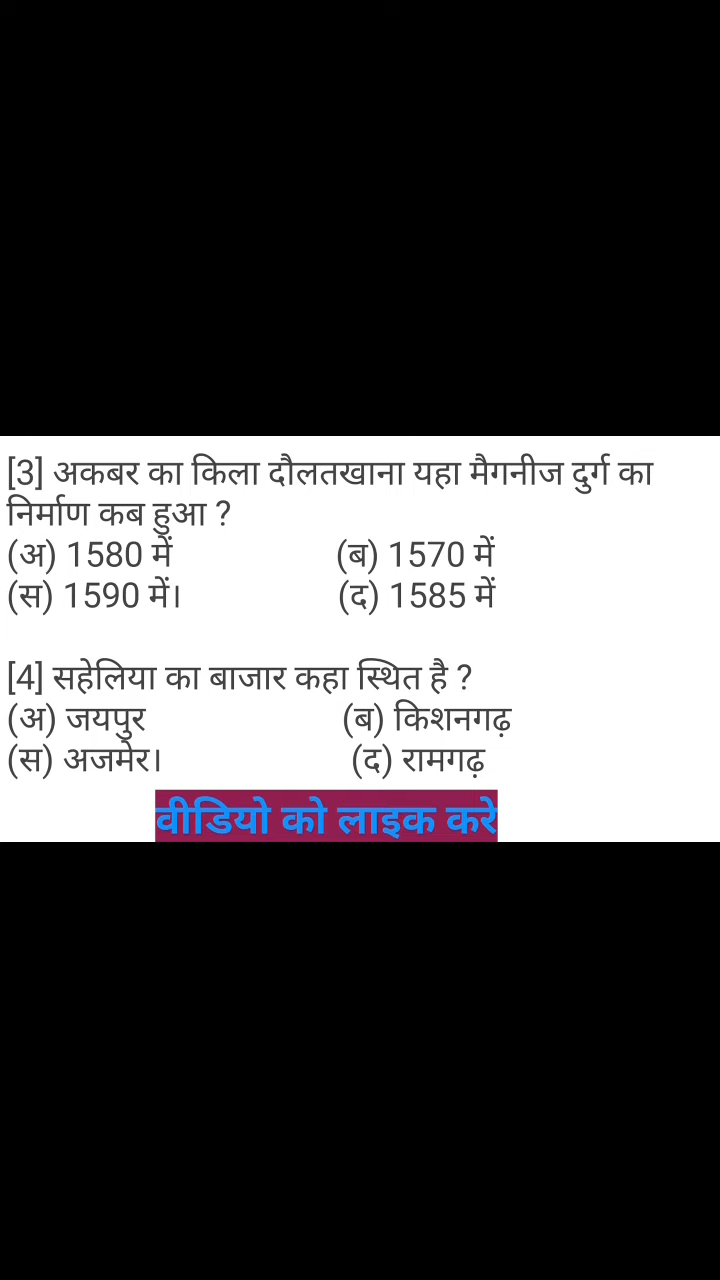 [3] अकबर का किला दौलतखाना यहा मैगनीज दुर्ग का
निर्माण कब हुआ ?
(अ) 1580 में (ब) 1570 में
(स) 1590 में। (द) 1585 में
[4] सहेलिया का बाजार कहा स्थित है ?
(अ) जयपुर (ब) किशनगढ़
(स) अजमेर। (द) रामगढ़
वीडियो को लाइक करे